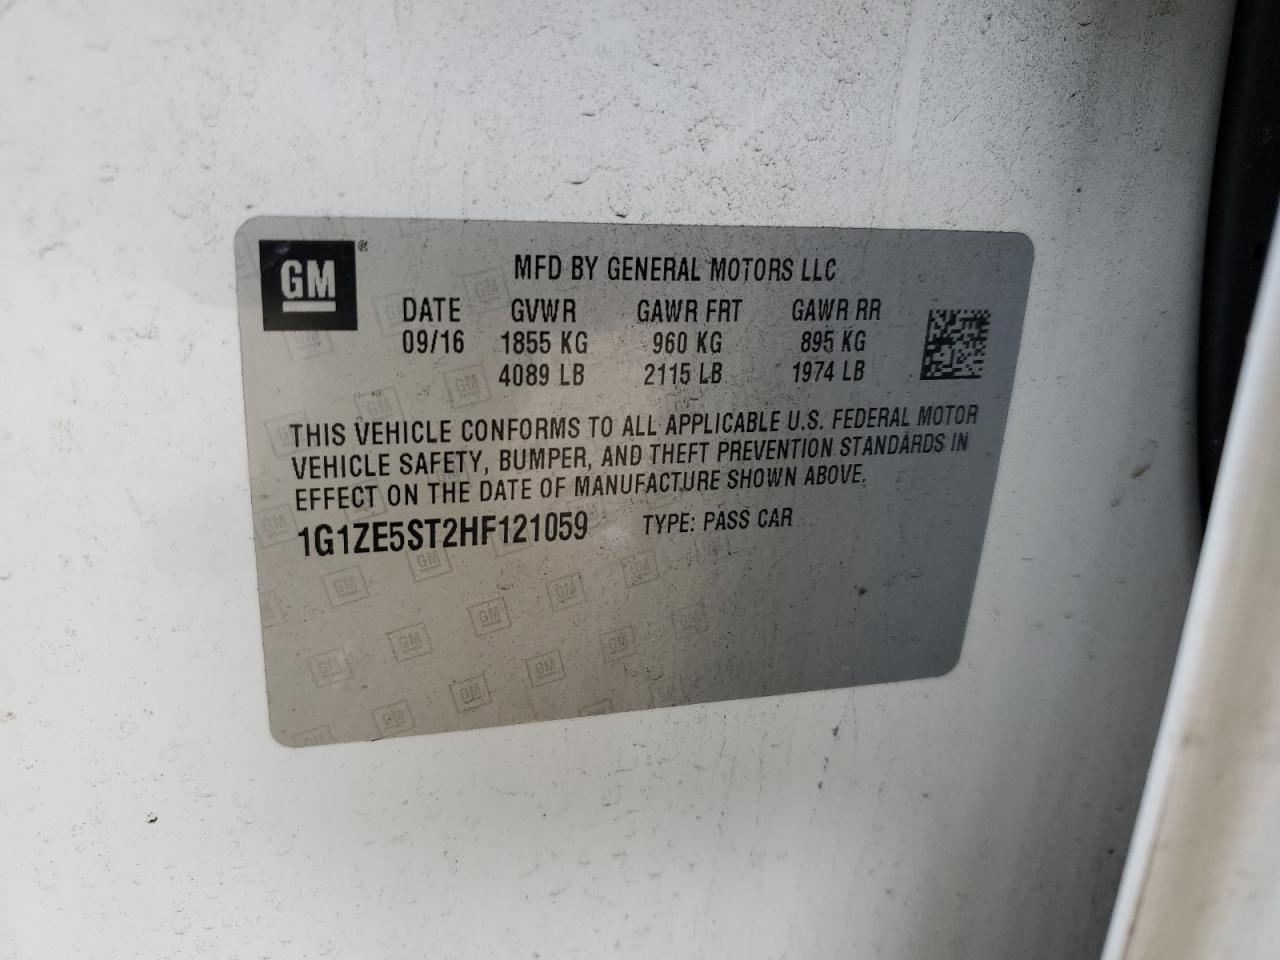 GM®
MFD BY GENERAL MOTORS LLC
DATE GVWR GAWR FRT GAWR RR
09/16 1855 KG 960 KG 895 KG
4089 LB 2115 LB 1974 LB
THIS VEHICLE CONFORMS TO ALL APPLICABLE U.S. FEDERAL MOTOR
VEHICLE SAFETY, BUMPER, AND THEFT PREVENTION STANDARDS IN
EFFECT ON THE DATE OF MANUFACTURE SHOWN ABOVE.
1G1ZE5ST2HF121059 TYPE: PASS CAR